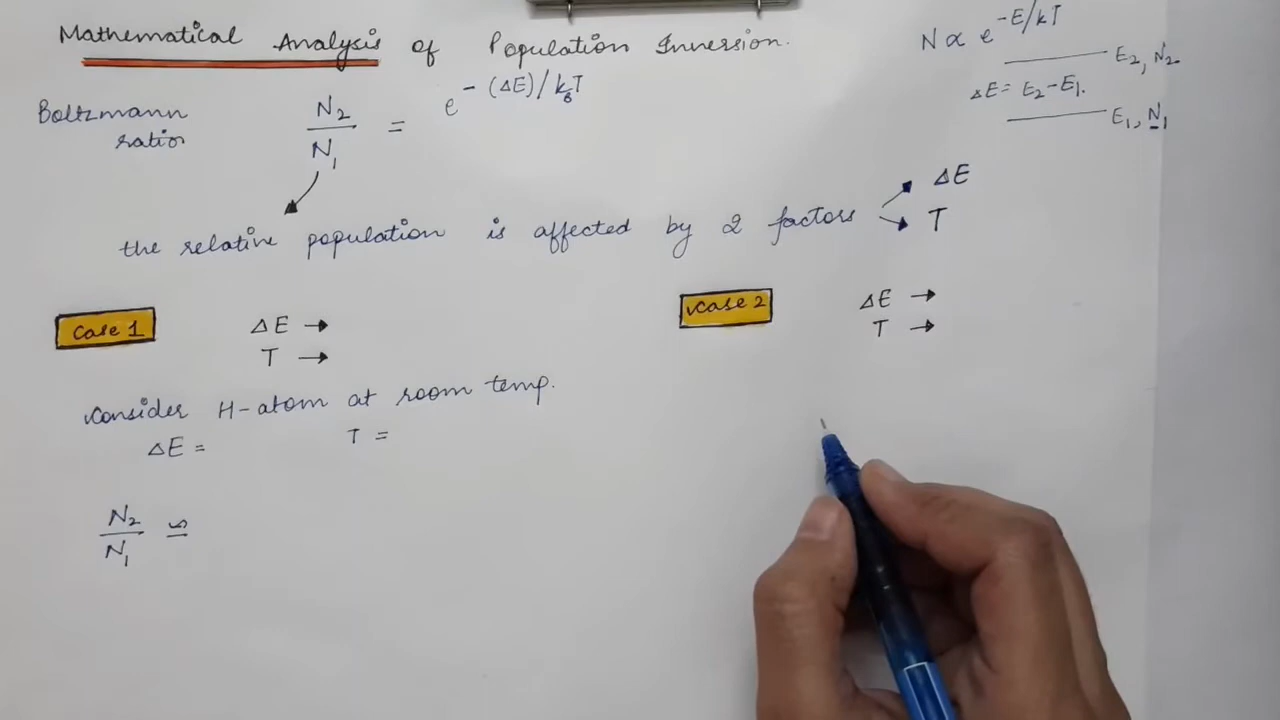 Mathematical Analysis of Population Inversion.
N ∝ e^-E/kT
E₂, N₂
ΔE = E₂-E₁.
E₁, N₁
Boltzmann ratio
N₂/N₁ = e^-(ΔE)/k_BT
the relative population is affected by 2 factors
ΔE
T
Case 1
ΔE →
T →
Consider H-atom at room temp.
ΔE =
T =
N₂/N₁ ≌
Case 2
ΔE →
T →